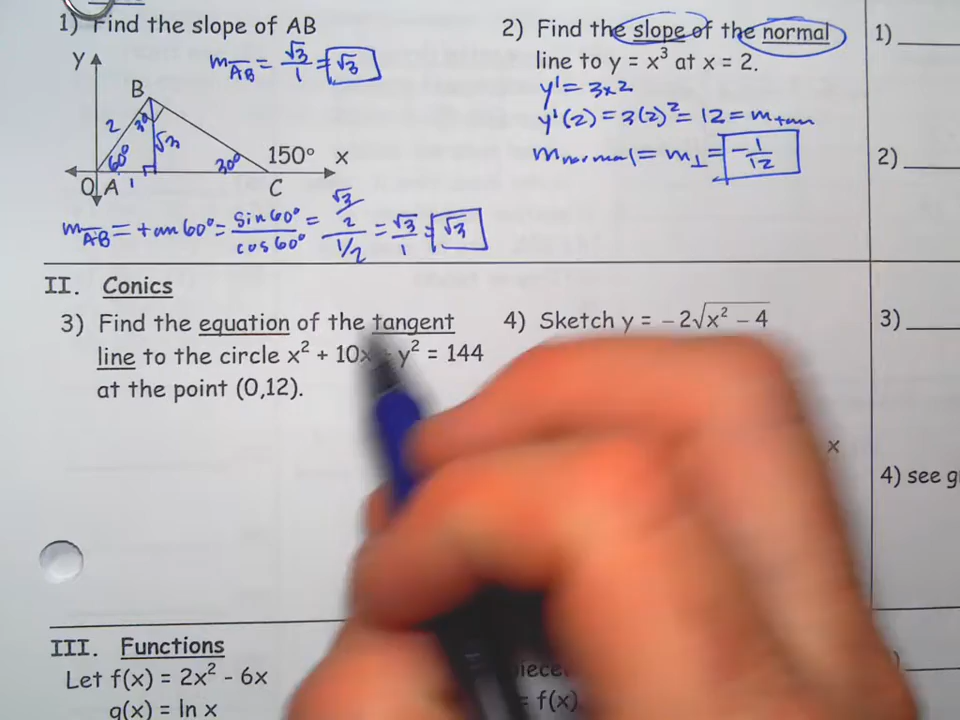 1) Find the slope of AB
m_AB = √3/1 = √3
y
B
2
30°
√3
60°
30°
150°
x
O A 1 C
m_AB = tan 60° = sin 60°/cos 60° = (√3/2)/(1/2) = √3/1 = √3
2) Find the slope of the normal
line to y = x³ at x = 2.
y' = 3x²
y'(2) = 3(2)² = 12 = m_tan
m_normal = m_⊥ = -1/12
1)
2)
II. Conics
3) Find the equation of the tangent
line to the circle x² + 10x y² = 144
at the point (0,12).
4) Sketch y = -2√(x² - 4)
x
3)
4) see
III. Functions
Let f(x) = 2x² - 6x
g(x) = ln x
= f(x)